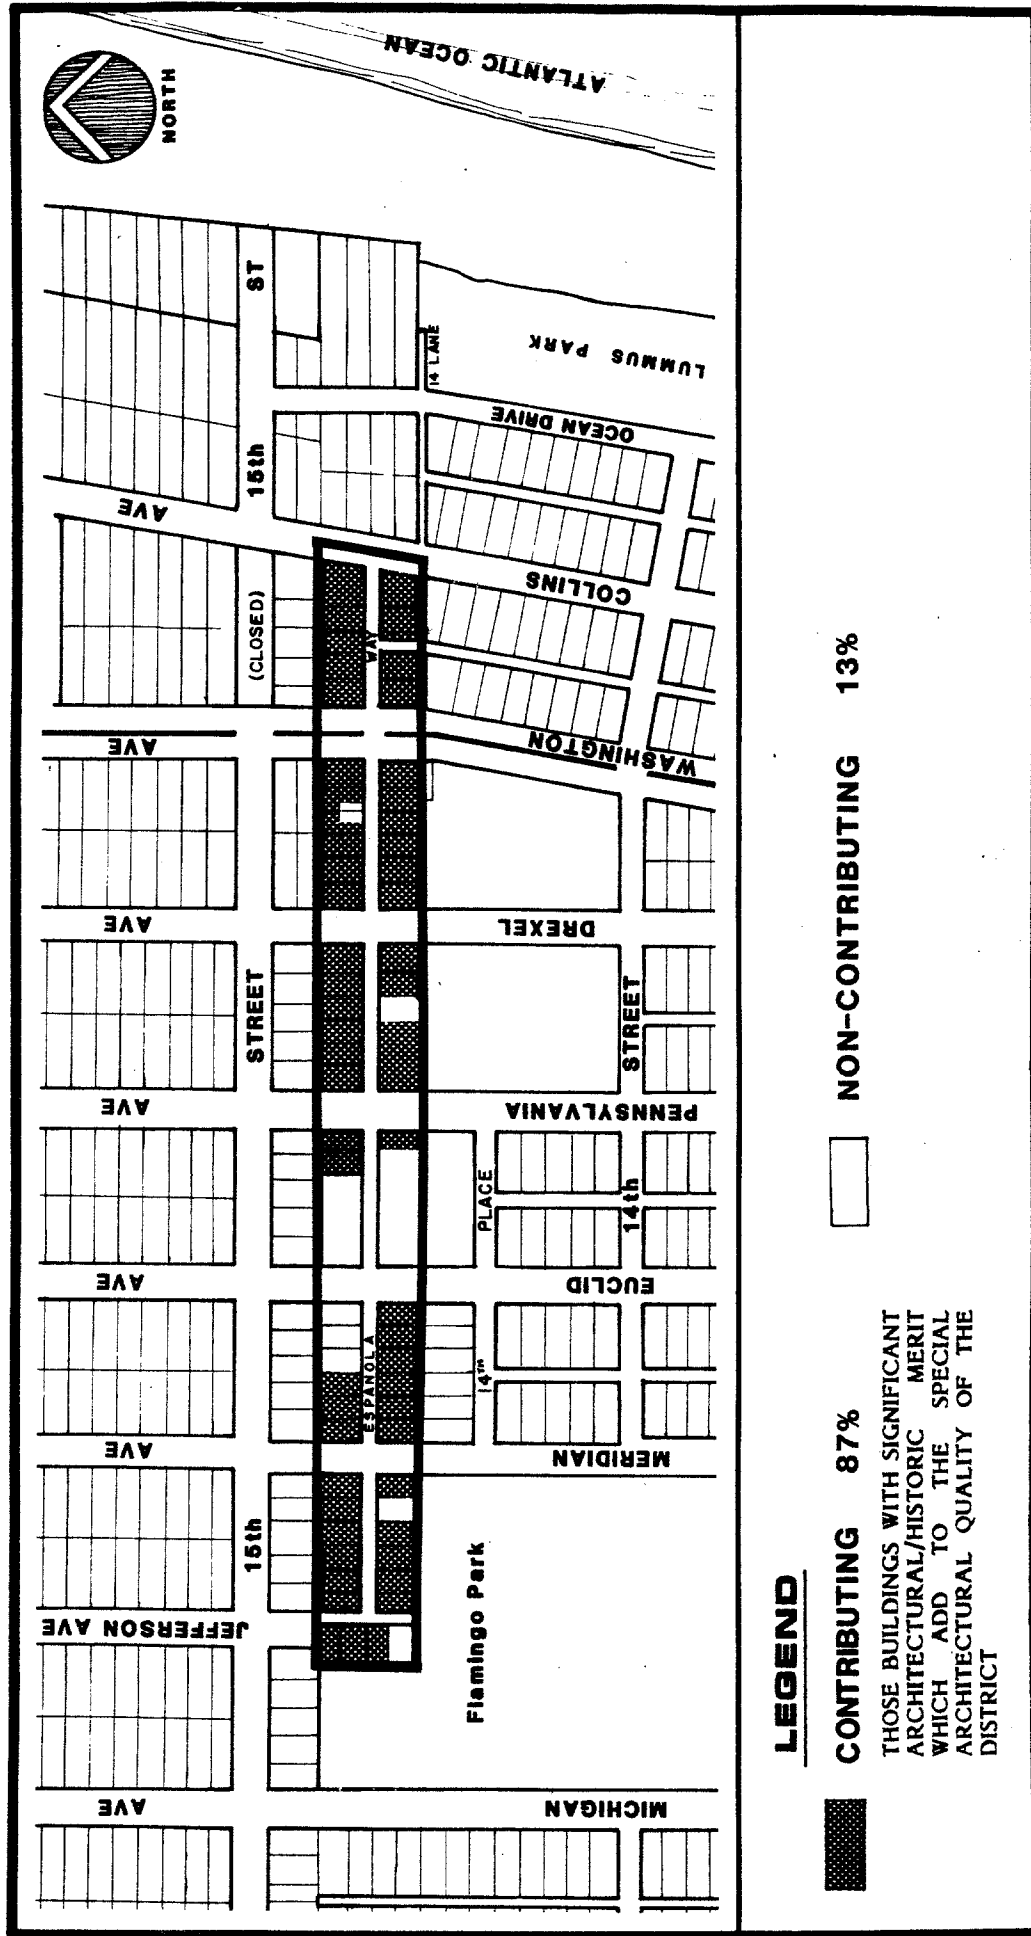 NORTH
ATLANTIC OCEAN
LUMMUS PARK
14 LANE
OCEAN DRIVE
15th ST
AVE
COLLINS
(CLOSED)
WAY
AVE
WASHINGTON
AVE
DREXEL
STREET
STREET
AVE
PENNSYLVANIA
PLACE
14th
AVE
EUCLID
ESPANOLA
14TH
AVE
MERIDIAN
15th
JEFFERSON AVE
Flamingo Park
AVE
MICHIGAN
LEGEND
CONTRIBUTING 87%
THOSE BUILDINGS WITH SIGNIFICANT
ARCHITECTURAL/HISTORIC MERIT
WHICH ADD TO THE SPECIAL
ARCHITECTURAL QUALITY OF THE
DISTRICT
NON-CONTRIBUTING 13%